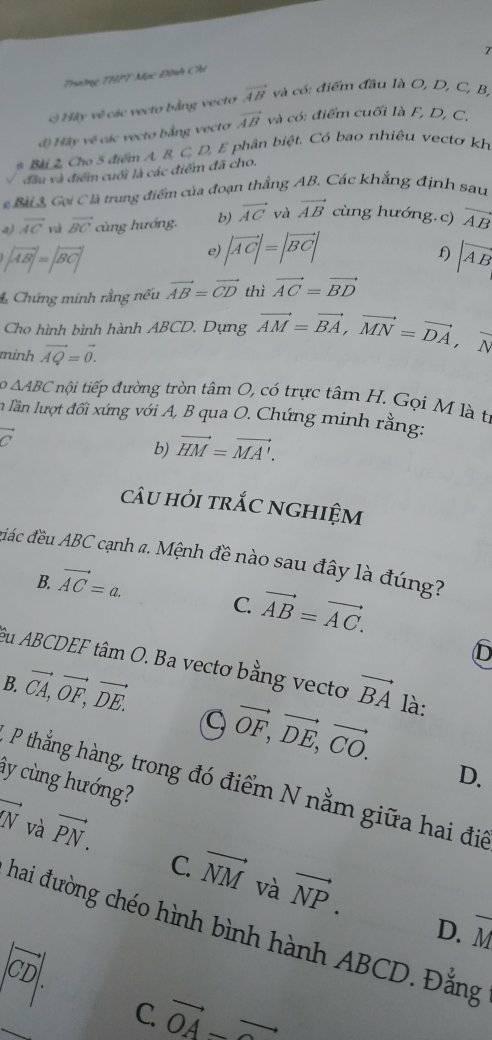 T
Trường THPT Mạc Đĩnh Chi
c) Hãy vẽ các vectơ bằng vectơ \overrightarrow{AB} và có: điểm đầu là O, D, C, B,
d) Hãy vẽ các vectơ bằng vectơ \overrightarrow{AB} và có: điểm cuối là F, D, C.
Bài 2. Cho 5 điểm A, B, C, D, E phân biệt. Có bao nhiêu vectơ kh
đầu và điểm cuối là các điểm đã cho.
Bài 3. Gọi C là trung điểm của đoạn thẳng AB. Các khẳng định sau
a) \overrightarrow{AC} và \overrightarrow{BC} cùng hướng. b) \overrightarrow{AC} và \overrightarrow{AB} cùng hướng. c) \overrightarrow{AB}
) |\overrightarrow{AB}| = |\overrightarrow{BC}| e) |\overrightarrow{AC}| = |\overrightarrow{BC}| f) |\overrightarrow{AB}
4. Chứng minh rằng nếu \overrightarrow{AB} = \overrightarrow{CD} thì \overrightarrow{AC} = \overrightarrow{BD}
Cho hình bình hành ABCD. Dựng \overrightarrow{AM} = \overrightarrow{BA}, \overrightarrow{MN} = \overrightarrow{DA}, N
minh \overrightarrow{AQ} = \vec{0}.
o ΔABC nội tiếp đường tròn tâm O, có trực tâm H. Gọi M là tr
n lần lượt đối xứng với A, B qua O. Chứng minh rằng:
C b) \overrightarrow{HM} = \overrightarrow{MA'}.
CÂU HỎI TRẮC NGHIỆM
giác đều ABC cạnh a. Mệnh đề nào sau đây là đúng?
B. \overrightarrow{AC} = a. C. \overrightarrow{AB} = \overrightarrow{AC}. D
ều ABCDEF tâm O. Ba vectơ bằng vectơ \overrightarrow{BA} là:
B. \overrightarrow{CA}, \overrightarrow{OF}, \overrightarrow{DE}. C \overrightarrow{OF}, \overrightarrow{DE}, \overrightarrow{CO}. D.
, P thẳng hàng, trong đó điểm N nằm giữa hai điể
ây cùng hướng?
N và \overrightarrow{PN}. C. \overrightarrow{NM} và \overrightarrow{NP}. D. M
hai đường chéo hình bình hành ABCD. Đẳng t
|\overrightarrow{CD}|. C. \overrightarrow{OA} =